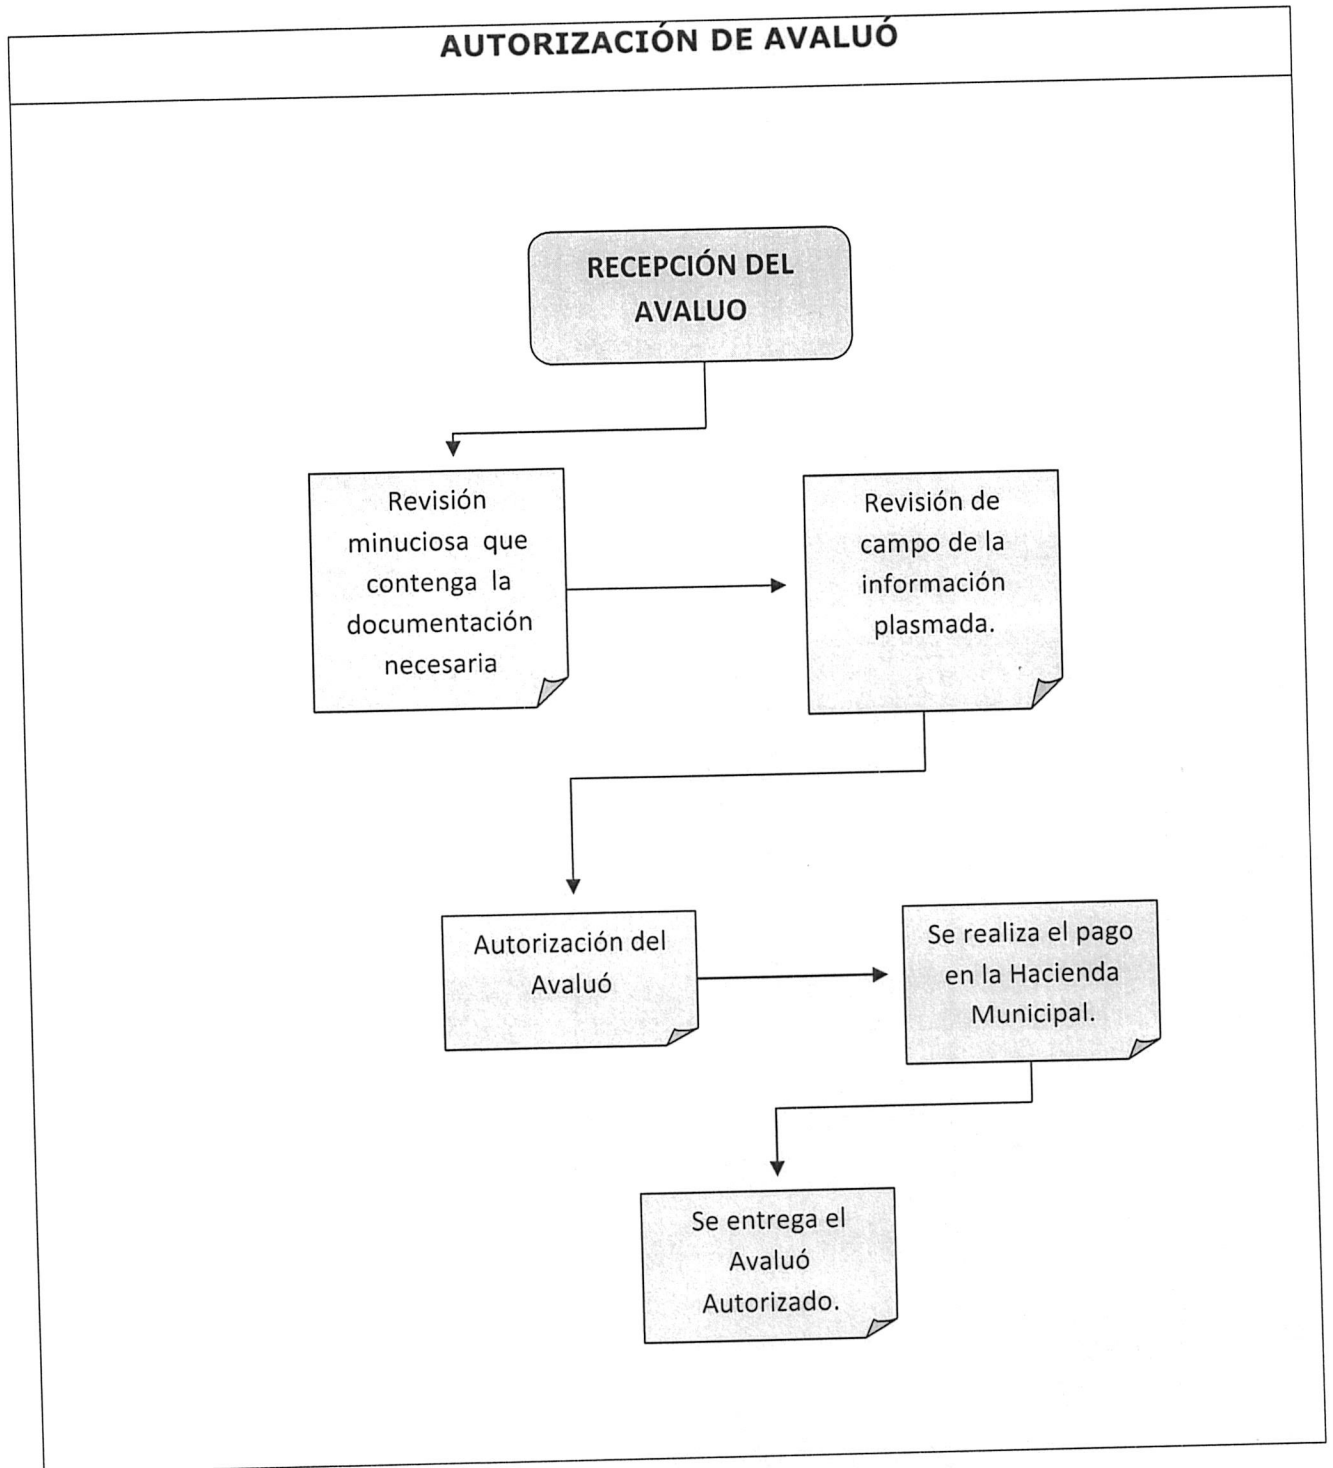 AUTORIZACIÓN DE AVALUÓ
RECEPCIÓN DEL
AVALUO
Revisión
minuciosa que
contenga la
documentación
necesaria
Revisión de
campo de la
información
plasmada.
Autorización del
Avaluó
Se realiza el pago
en la Hacienda
Municipal.
Se entrega el
Avaluó
Autorizado.